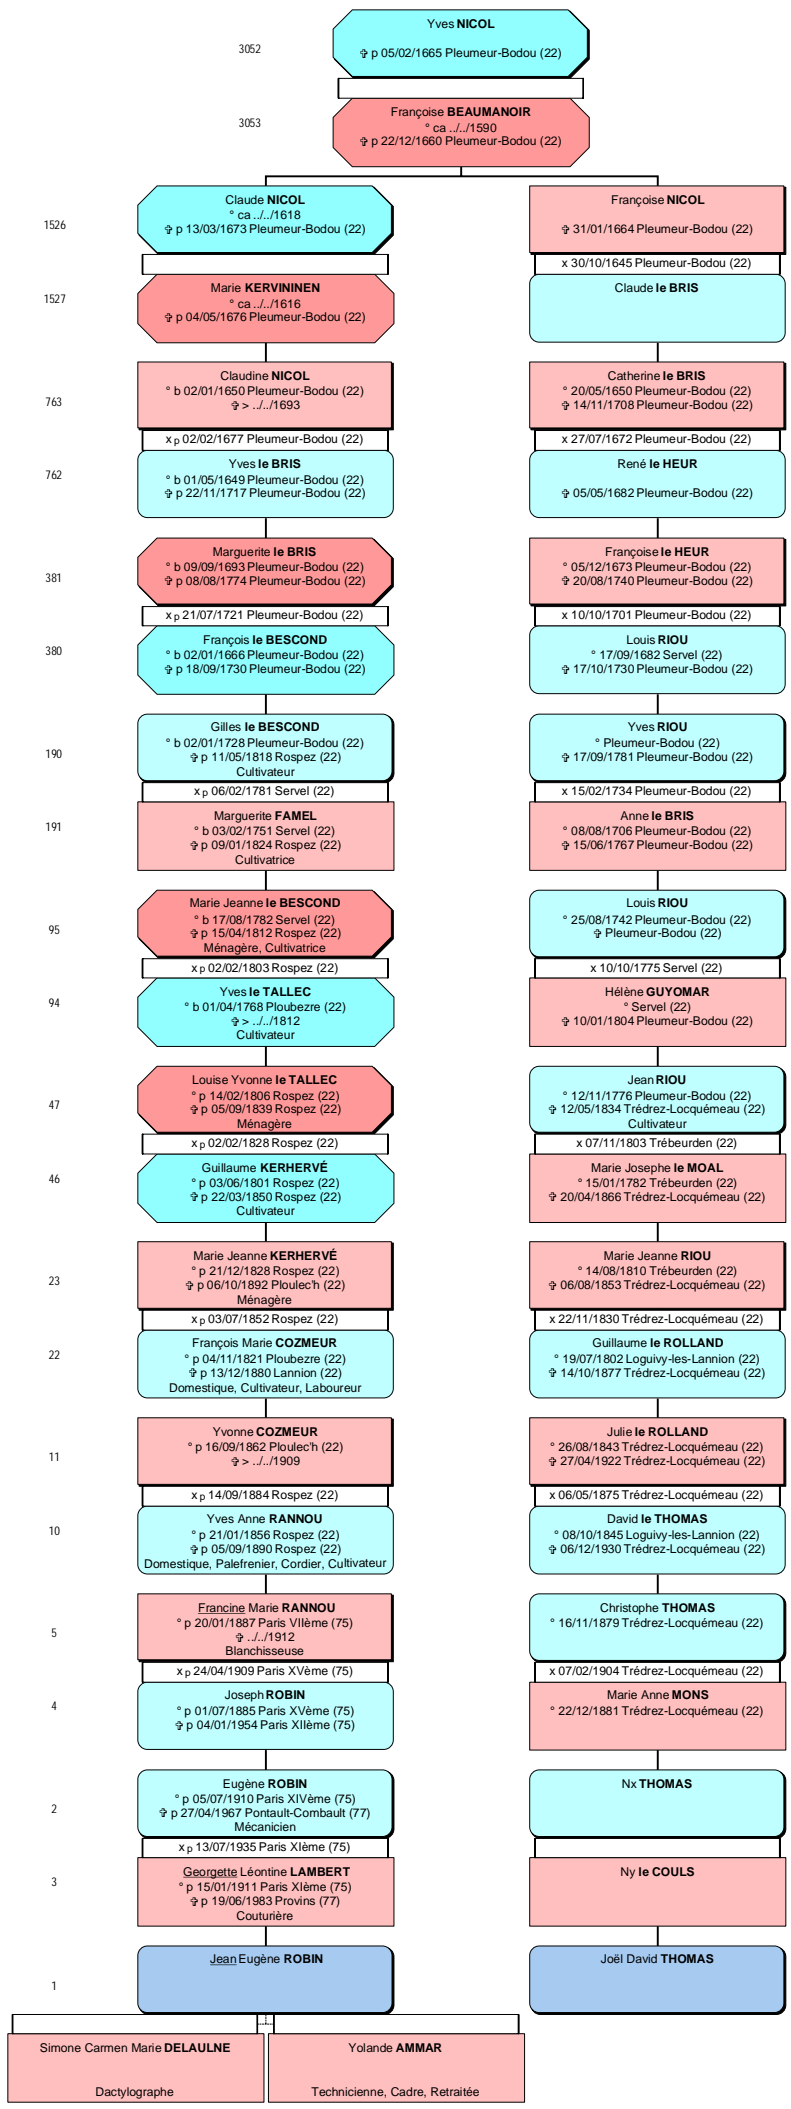 Yves NICOL
✞ p 05/02/1665 Pleumeur-Bodou (22)
3052
Françoise BEAUMANOIR
° ca ../../1590
✞ p 22/12/1660 Pleumeur-Bodou (22)
3053
Claude NICOL
° ca ../../1618
✞ p 13/03/1673 Pleumeur-Bodou (22)
1526
Marie KERVININEN
° ca ../../1616
✞ p 04/05/1676 Pleumeur-Bodou (22)
1527
Claudine NICOL
° b 02/01/1650 Pleumeur-Bodou (22)
✞ > ../../1693
763
x p 02/02/1677 Pleumeur-Bodou (22)
Yves le BRIS
° b 01/05/1649 Pleumeur-Bodou (22)
✞ p 22/11/1717 Pleumeur-Bodou (22)
762
Marguerite le BRIS
° b 09/09/1693 Pleumeur-Bodou (22)
✞ p 08/08/1774 Pleumeur-Bodou (22)
381
x p 21/07/1721 Pleumeur-Bodou (22)
François le BESCOND
° b 02/01/1666 Pleumeur-Bodou (22)
✞ p 18/09/1730 Pleumeur-Bodou (22)
380
Gilles le BESCOND
° b 02/01/1728 Pleumeur-Bodou (22)
✞ p 11/05/1818 Rospez (22)
Cultivateur
190
x p 06/02/1781 Servel (22)
Marguerite FAMEL
° b 03/02/1751 Servel (22)
✞ p 09/01/1824 Rospez (22)
Cultivatrice
191
Marie Jeanne le BESCOND
° b 17/08/1782 Servel (22)
✞ p 15/04/1812 Rospez (22)
Ménagère, Cultivatrice
95
x p 02/02/1803 Rospez (22)
Yves le TALLEC
° b 01/04/1768 Ploubezre (22)
✞ > ../../1812
Cultivateur
94
Louise Yvonne le TALLEC
° p 14/02/1806 Rospez (22)
✞ p 05/09/1839 Rospez (22)
Ménagère
47
x p 02/02/1828 Rospez (22)
Guillaume KERHERVÉ
° p 03/06/1801 Rospez (22)
✞ p 22/03/1850 Rospez (22)
Cultivateur
46
Marie Jeanne KERHERVÉ
° p 21/12/1828 Rospez (22)
✞ p 06/10/1892 Ploulec'h (22)
Ménagère
23
x p 03/07/1852 Rospez (22)
François Marie COZMEUR
° p 04/11/1821 Ploubezre (22)
✞ p 13/12/1880 Lannion (22)
Domestique, Cultivateur, Laboureur
22
Yvonne COZMEUR
° p 16/09/1862 Ploulec'h (22)
✞ > ../../1909
11
x p 14/09/1884 Rospez (22)
Yves Anne RANNOU
° p 21/01/1856 Rospez (22)
✞ p 05/09/1890 Rospez (22)
Domestique, Palefrenier, Cordier, Cultivateur
10
Francine Marie RANNOU
° p 20/01/1887 Paris VIIème (75)
✞ ../../1912
Blanchisseuse
5
x p 24/04/1909 Paris XVème (75)
Joseph ROBIN
° p 01/07/1885 Paris XVème (75)
✞ p 04/01/1954 Paris XIIème (75)
4
Eugène ROBIN
° p 05/07/1910 Paris XIVème (75)
✞ p 27/04/1967 Pontault-Combault (77)
Mécanicien
2
x p 13/07/1935 Paris XIème (75)
Georgette Léontine LAMBERT
° p 15/01/1911 Paris XIème (75)
✞ p 19/06/1983 Provins (77)
Couturière
3
Jean Eugène ROBIN
1
Simone Carmen Marie DELAULNE
Dactylographe
Yolande AMMAR
Technicienne, Cadre, Retraitée
Françoise NICOL
✞ 31/01/1664 Pleumeur-Bodou (22)
x 30/10/1645 Pleumeur-Bodou (22)
Claude le BRIS
Catherine le BRIS
° 20/05/1650 Pleumeur-Bodou (22)
✞ 14/11/1708 Pleumeur-Bodou (22)
x 27/07/1672 Pleumeur-Bodou (22)
René le HEUR
✞ 05/05/1682 Pleumeur-Bodou (22)
Françoise le HEUR
° 05/12/1673 Pleumeur-Bodou (22)
✞ 20/08/1740 Pleumeur-Bodou (22)
x 10/10/1701 Pleumeur-Bodou (22)
Louis RIOU
° 17/09/1682 Servel (22)
✞ 17/10/1730 Pleumeur-Bodou (22)
Yves RIOU
° Pleumeur-Bodou (22)
✞ 17/09/1781 Pleumeur-Bodou (22)
x 15/02/1734 Pleumeur-Bodou (22)
Anne le BRIS
° 08/08/1706 Pleumeur-Bodou (22)
✞ 15/06/1767 Pleumeur-Bodou (22)
Louis RIOU
° 25/08/1742 Pleumeur-Bodou (22)
✞ Pleumeur-Bodou (22)
x 10/10/1775 Servel (22)
Hélène GUYOMAR
° Servel (22)
✞ 10/01/1804 Pleumeur-Bodou (22)
Jean RIOU
° 12/11/1776 Pleumeur-Bodou (22)
✞ 12/05/1834 Trédrez-Locquémeau (22)
Cultivateur
x 07/11/1803 Trébeurden (22)
Marie Josephe le MOAL
° 15/01/1782 Trébeurden (22)
✞ 20/04/1866 Trédrez-Locquémeau (22)
Marie Jeanne RIOU
° 14/08/1810 Trébeurden (22)
✞ 06/08/1853 Trédrez-Locquémeau (22)
x 22/11/1830 Trédrez-Locquémeau (22)
Guillaume le ROLLAND
° 19/07/1802 Loguivy-les-Lannion (22)
✞ 14/10/1877 Trédrez-Locquémeau (22)
Julie le ROLLAND
° 26/08/1843 Trédrez-Locquémeau (22)
✞ 27/04/1922 Trédrez-Locquémeau (22)
x 06/05/1875 Trédrez-Locquémeau (22)
David le THOMAS
° 08/10/1845 Loguivy-les-Lannion (22)
✞ 06/12/1930 Trédrez-Locquémeau (22)
Christophe THOMAS
° 16/11/1879 Trédrez-Locquémeau (22)
x 07/02/1904 Trédrez-Locquémeau (22)
Marie Anne MONS
° 22/12/1881 Trédrez-Locquémeau (22)
Nx THOMAS
Ny le COULS
Joël David THOMAS